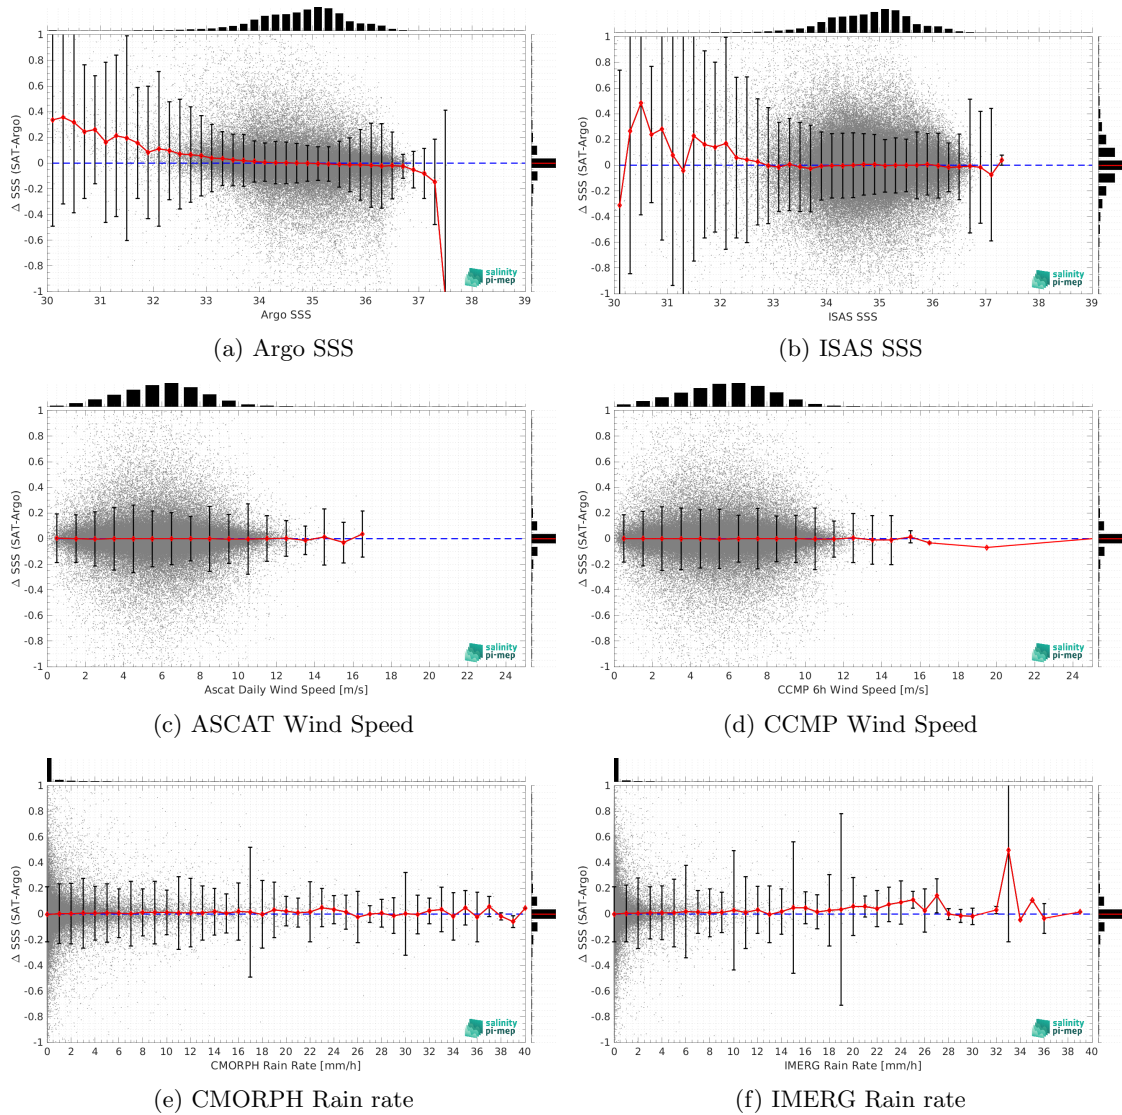 1
0.8
0.6
0.4
0.2
0
-0.2
-0.4
-0.6
-0.8
-1
Δ SSS (SAT-Argo)
30 31 32 33 34 35 36 37 38 39
Argo SSS
salinity
pi-mep
(a) Argo SSS
1
0.8
0.6
0.4
0.2
0
-0.2
-0.4
-0.6
-0.8
-1
Δ SSS (SAT-Argo)
30 31 32 33 34 35 36 37 38 39
ISAS SSS
salinity
pi-mep
(b) ISAS SSS
1
0.8
0.6
0.4
0.2
0
-0.2
-0.4
-0.6
-0.8
-1
Δ SSS (SAT-Argo)
0 2 4 6 8 10 12 14 16 18 20 22 24
Ascat Daily Wind Speed [m/s]
salinity
pi-mep
(c) ASCAT Wind Speed
1
0.8
0.6
0.4
0.2
0
-0.2
-0.4
-0.6
-0.8
-1
Δ SSS (SAT-Argo)
0 2 4 6 8 10 12 14 16 18 20 22 24
CCMP 6h Wind Speed [m/s]
salinity
pi-mep
(d) CCMP Wind Speed
1
0.8
0.6
0.4
0.2
0
-0.2
-0.4
-0.6
-0.8
-1
Δ SSS (SAT-Argo)
0 2 4 6 8 10 12 14 16 18 20 22 24 26 28 30 32 34 36 38 40
CMORPH Rain Rate [mm/h]
salinity
pi-mep
(e) CMORPH Rain rate
1
0.8
0.6
0.4
0.2
0
-0.2
-0.4
-0.6
-0.8
-1
Δ SSS (SAT-Argo)
0 2 4 6 8 10 12 14 16 18 20 22 24 26 28 30 32 34 36 38 40
IMERG Rain Rate [mm/h]
salinity
pi-mep
(f) IMERG Rain rate